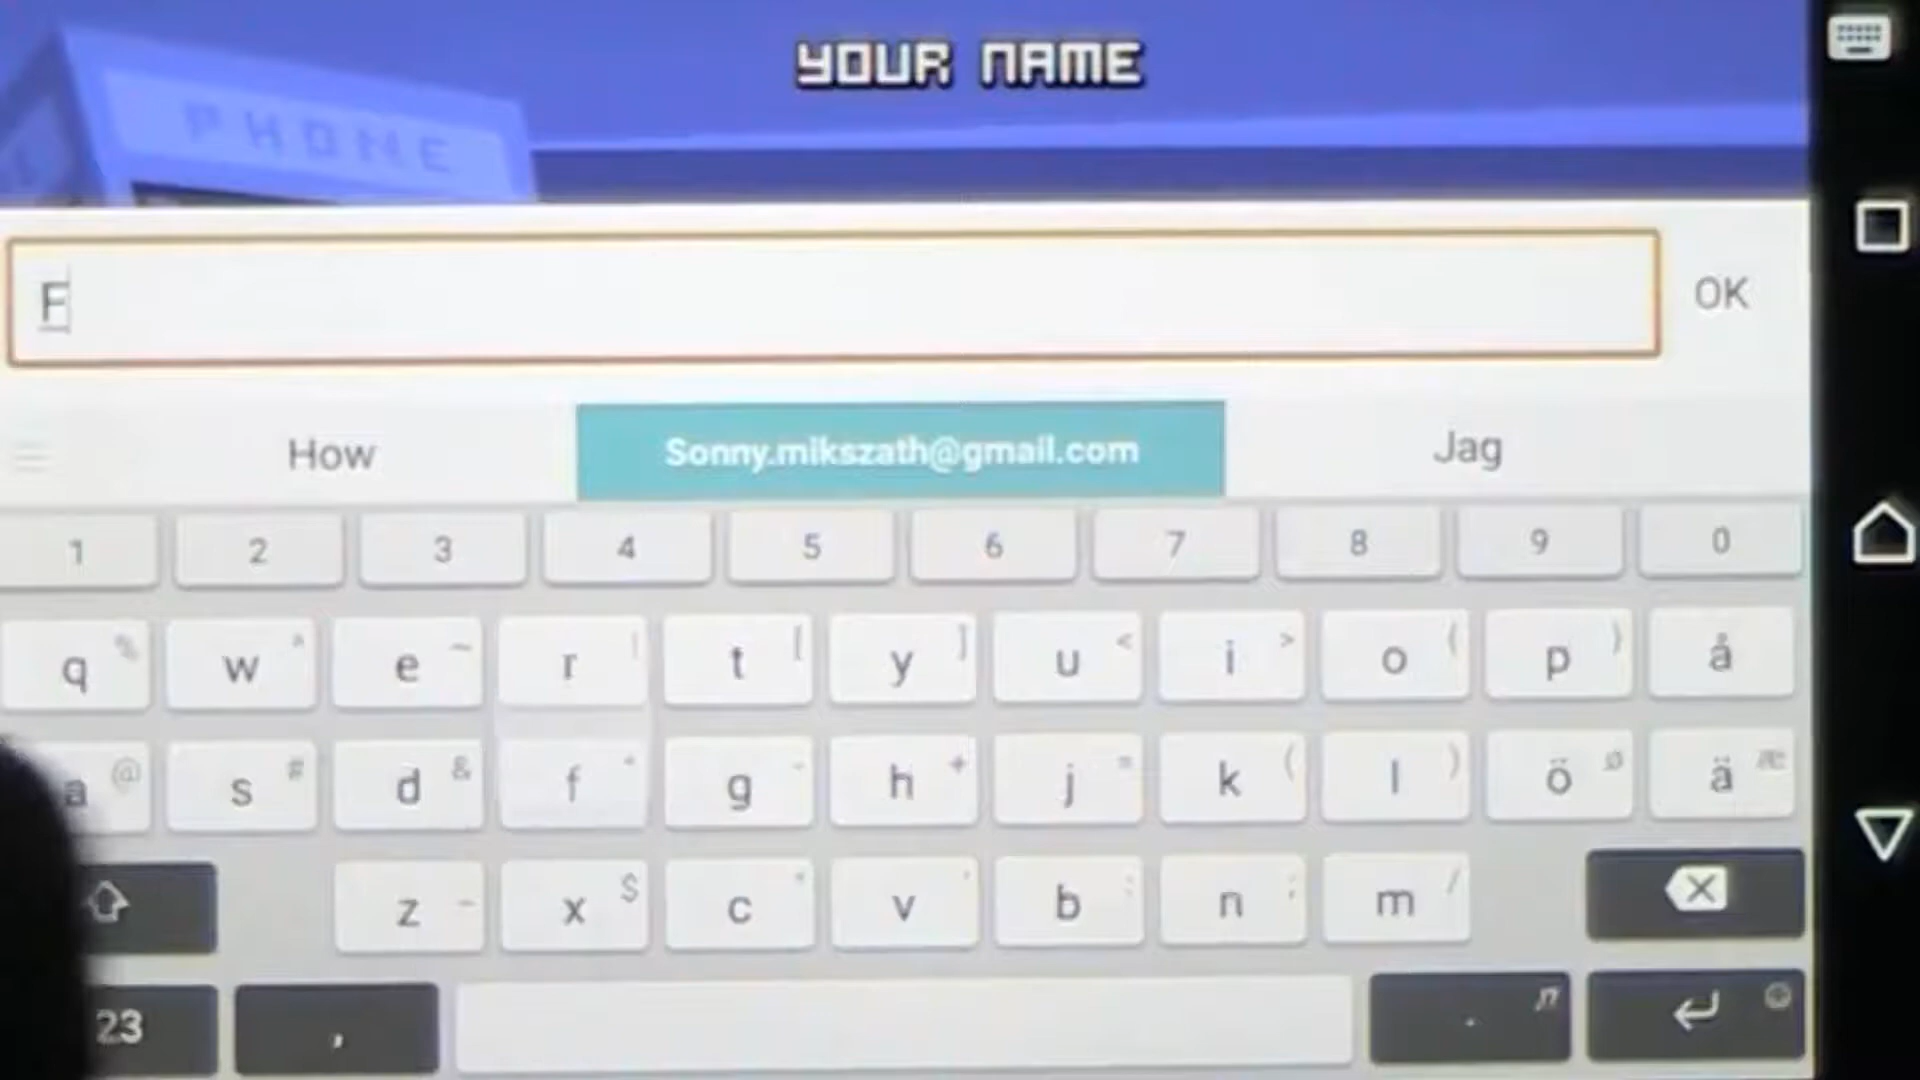 YOUR NAME
PHONE
F
OK
How
Sonny.mikszath@gmail.com
Jag
1 2 3 4 5 6 7 8 9 0
q % w ^ e ~ r | t [ y ] u < i > o { p } å
a @ s # d & f * g - h + j = k ( l ) ö ø ä æ
z _ x $ c " v ' b : n ; m /
23 , .